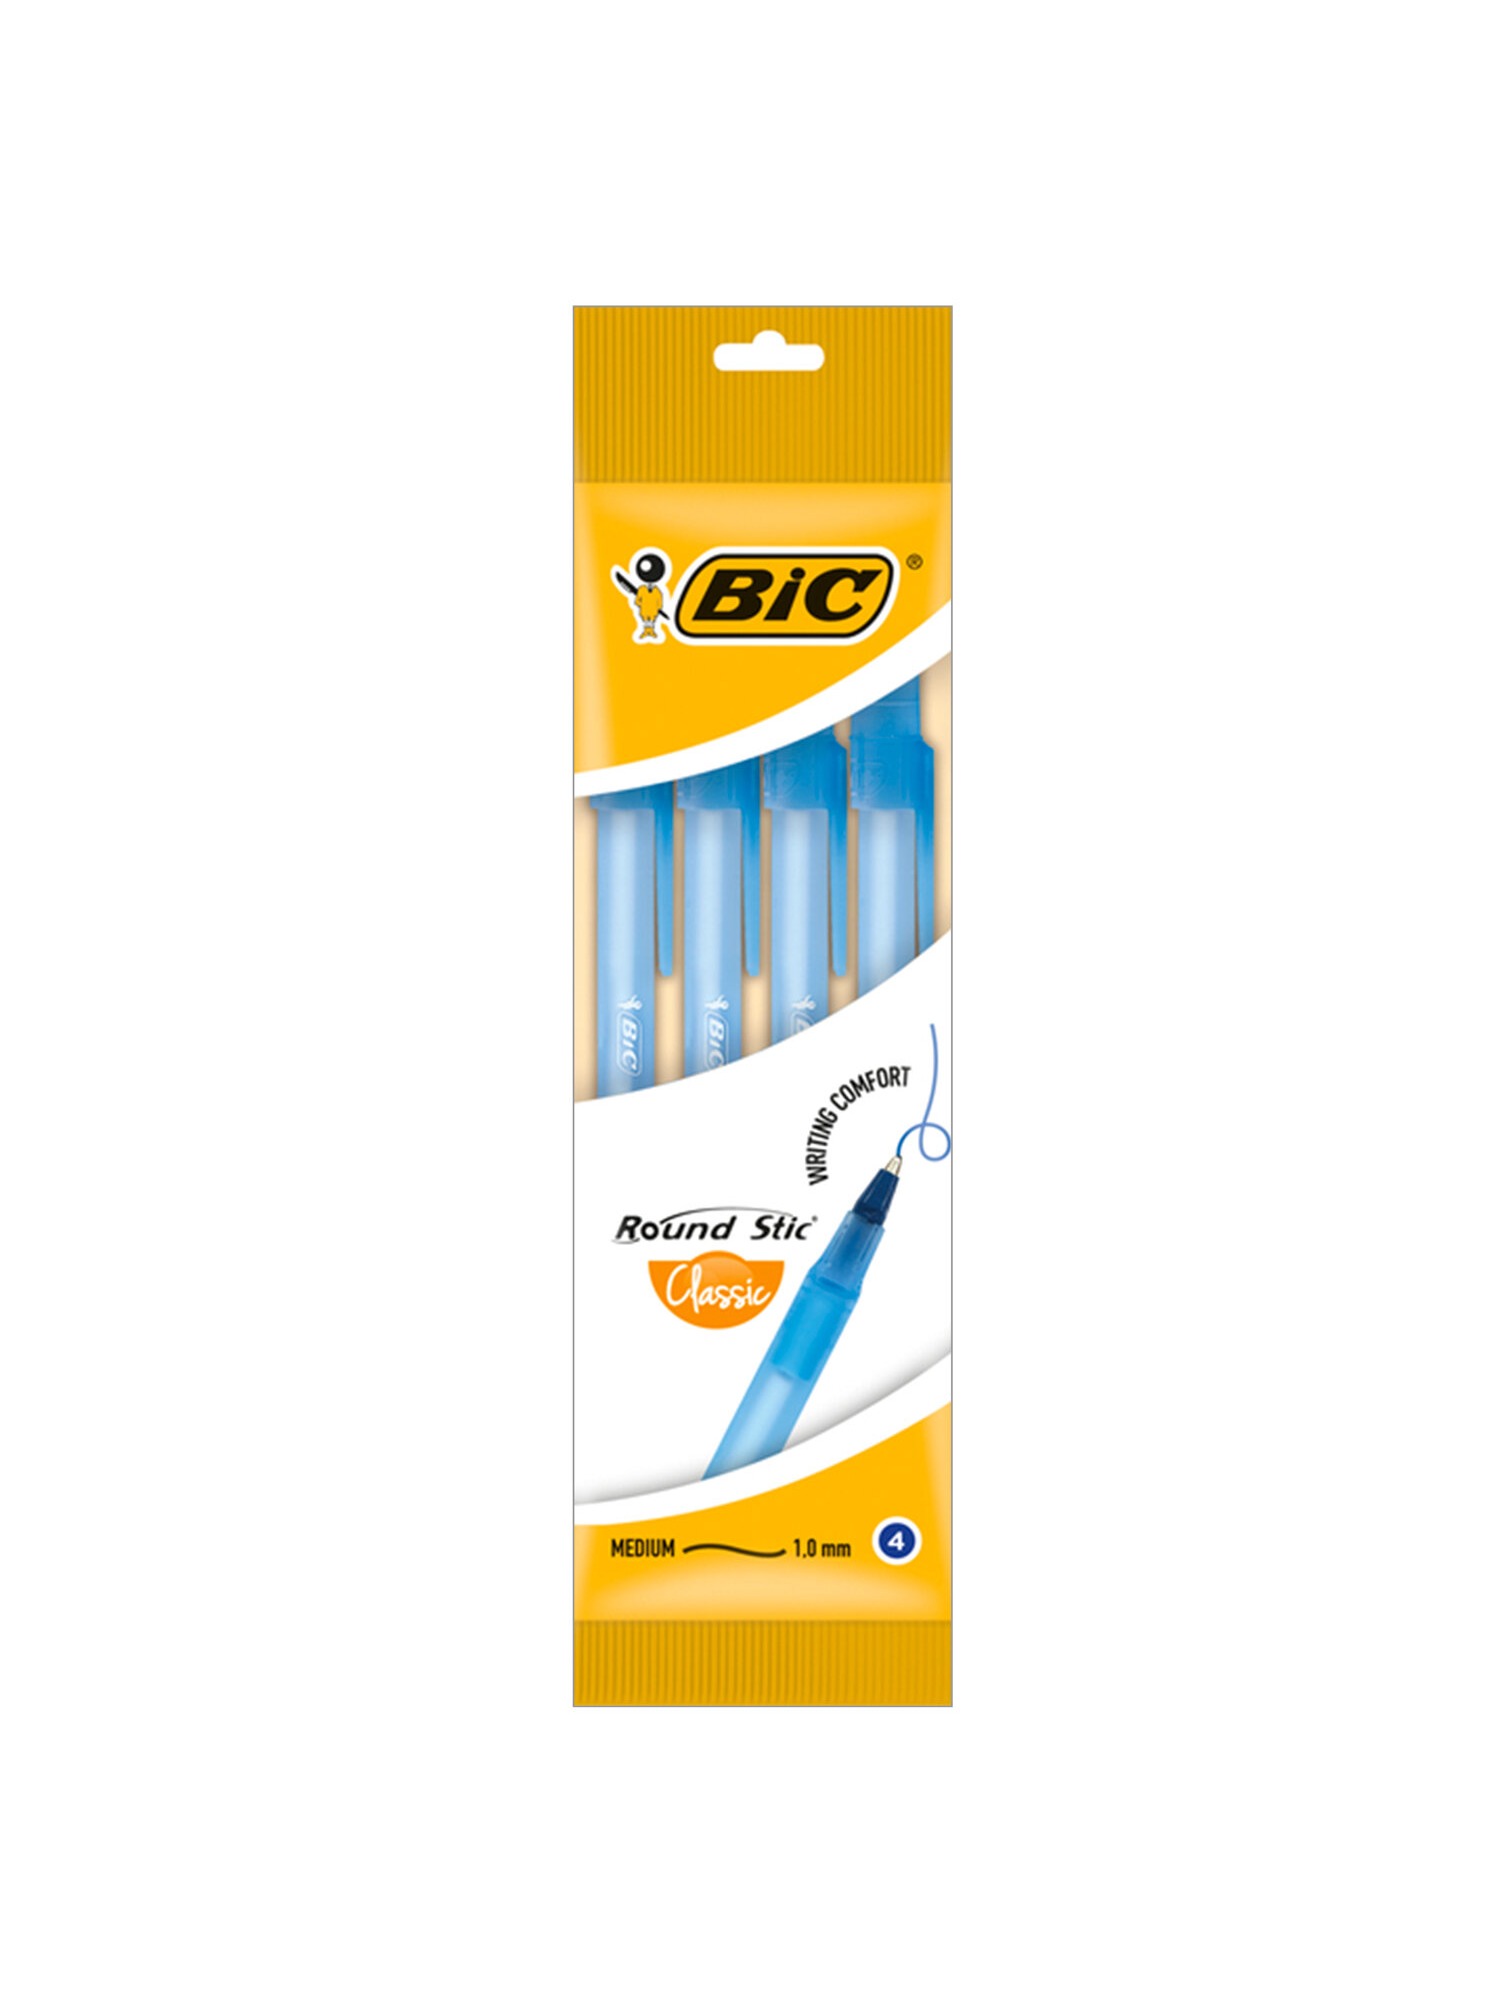 BiC®
BiC
BiC
WRITING COMFORT
Round Stic®
Classic
MEDIUM 1,0 mm 4